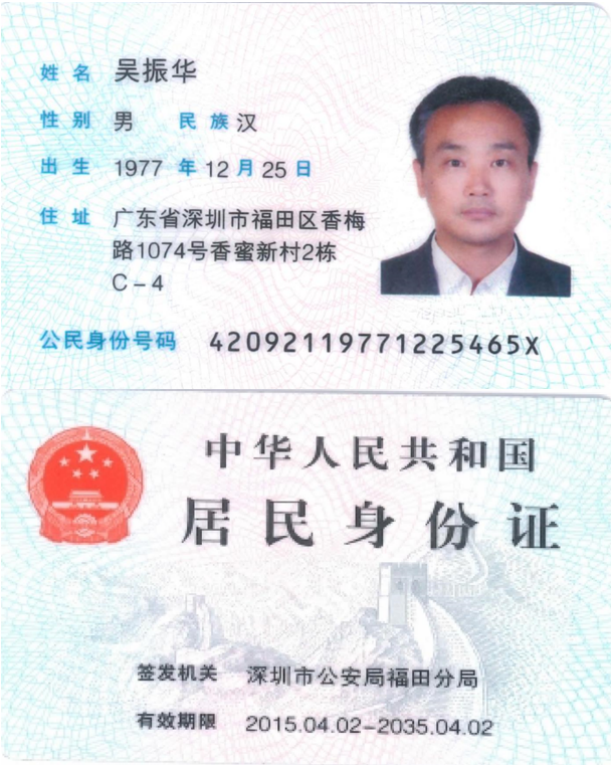 姓名 吴振华
性别 男 民族 汉
出生 1977 年 12 月 25 日
住址 广东省深圳市福田区香梅
路1074号香蜜新村2栋
C-4
公民身份号码 42092119771225465X
中华人民共和国
居民身份证
签发机关 深圳市公安局福田分局
有效期限 2015.04.02-2035.04.02